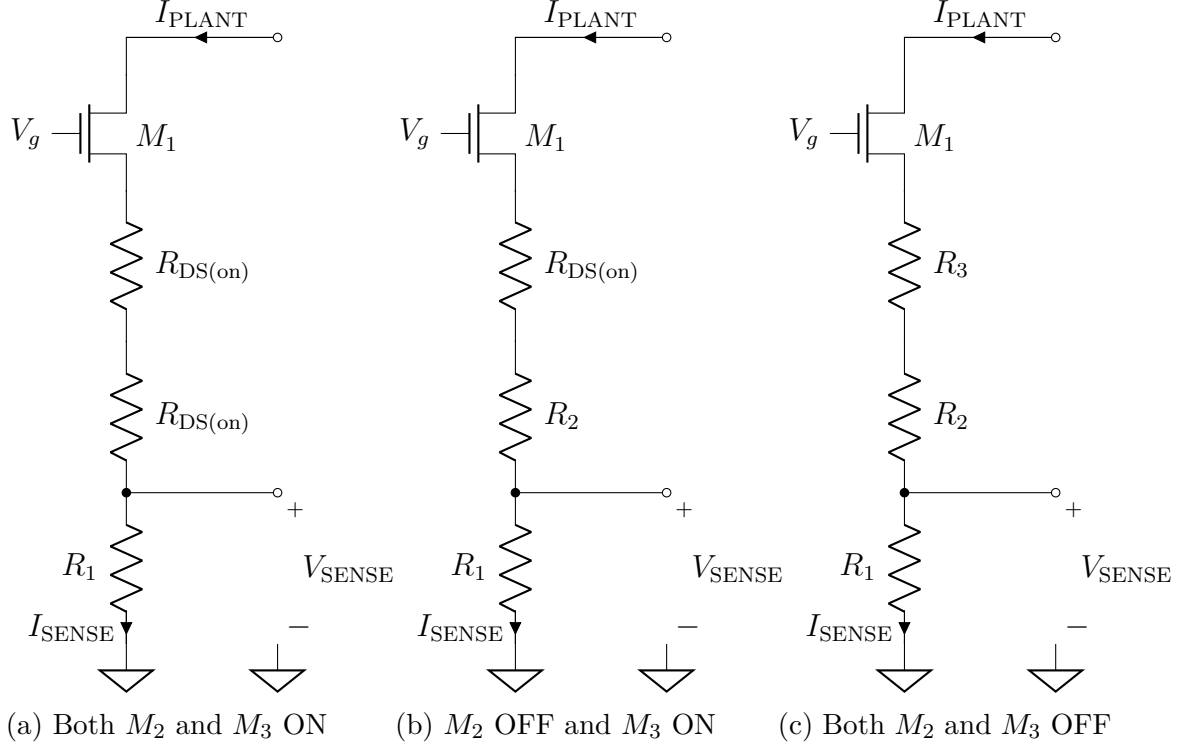 I_PLANT
V_g
M_1
R_DS(on)
R_DS(on)
+
R_1
V_SENSE
I_SENSE
−
(a) Both M_2 and M_3 ON
I_PLANT
V_g
M_1
R_DS(on)
R_2
+
R_1
V_SENSE
I_SENSE
−
(b) M_2 OFF and M_3 ON
I_PLANT
V_g
M_1
R_3
R_2
+
R_1
V_SENSE
I_SENSE
−
(c) Both M_2 and M_3 OFF